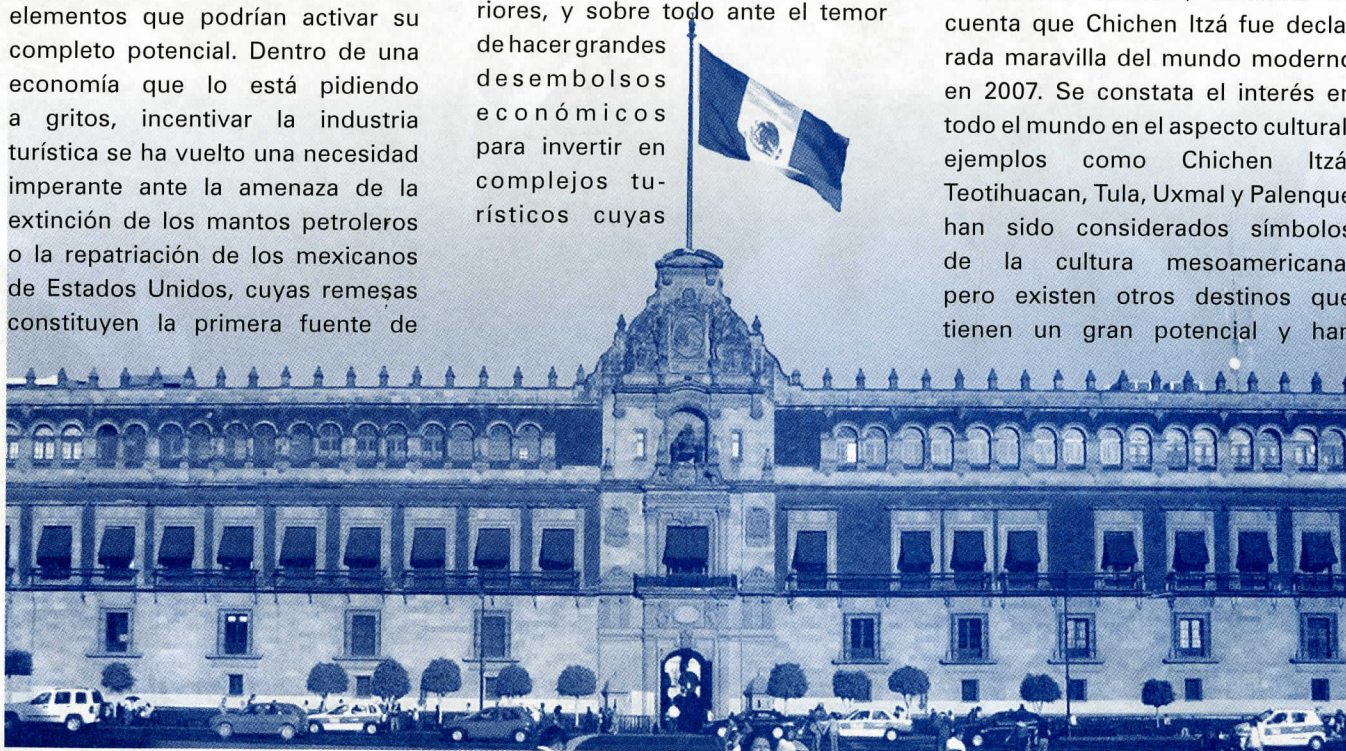 elementos que podrían activar su
completo potencial. Dentro de una
economía que lo está pidiendo
a gritos, incentivar la industria
turística se ha vuelto una necesidad
imperante ante la amenaza de la
extinción de los mantos petroleros
o la repatriación de los mexicanos
de Estados Unidos, cuyas remesas
constituyen la primera fuente de
riores, y sobre todo ante el temor
de hacer grandes
desembolsos
económicos
para invertir en
complejos tu-
rísticos cuyas
cuenta que Chichen Itzá fue decla
rada maravilla del mundo moderno
en 2007. Se constata el interés en
todo el mundo en el aspecto cultural
ejemplos como Chichen Itzá
Teotihuacan, Tula, Uxmal y Palenque
han sido considerados símbolos
de la cultura mesoamericana
pero existen otros destinos que
tienen un gran potencial y han